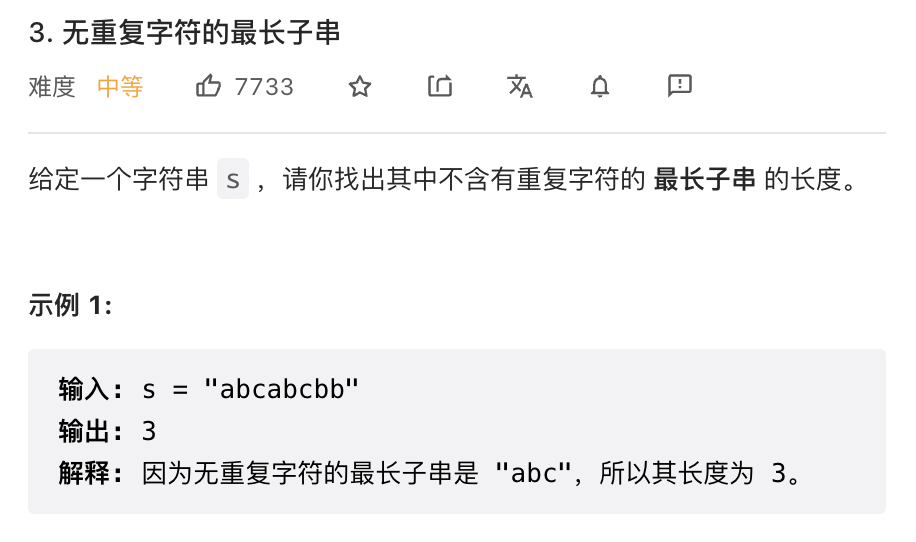 3. 无重复字符的最长子串
难度 中等 7733
给定一个字符串 s ，请你找出其中不含有重复字符的 最长子串 的长度。
示例 1:
输入: s = "abcabcbb"
输出: 3
解释: 因为无重复字符的最长子串是 "abc"，所以其长度为 3。